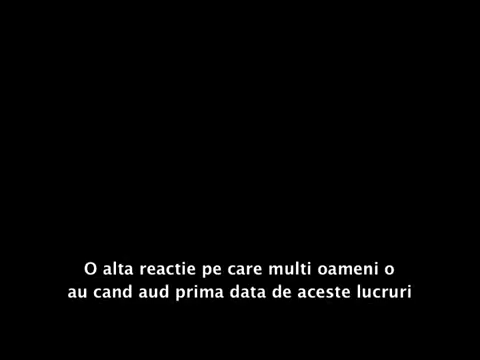 O alta reactie pe care multi oameni o
au cand aud prima data de aceste lucruri